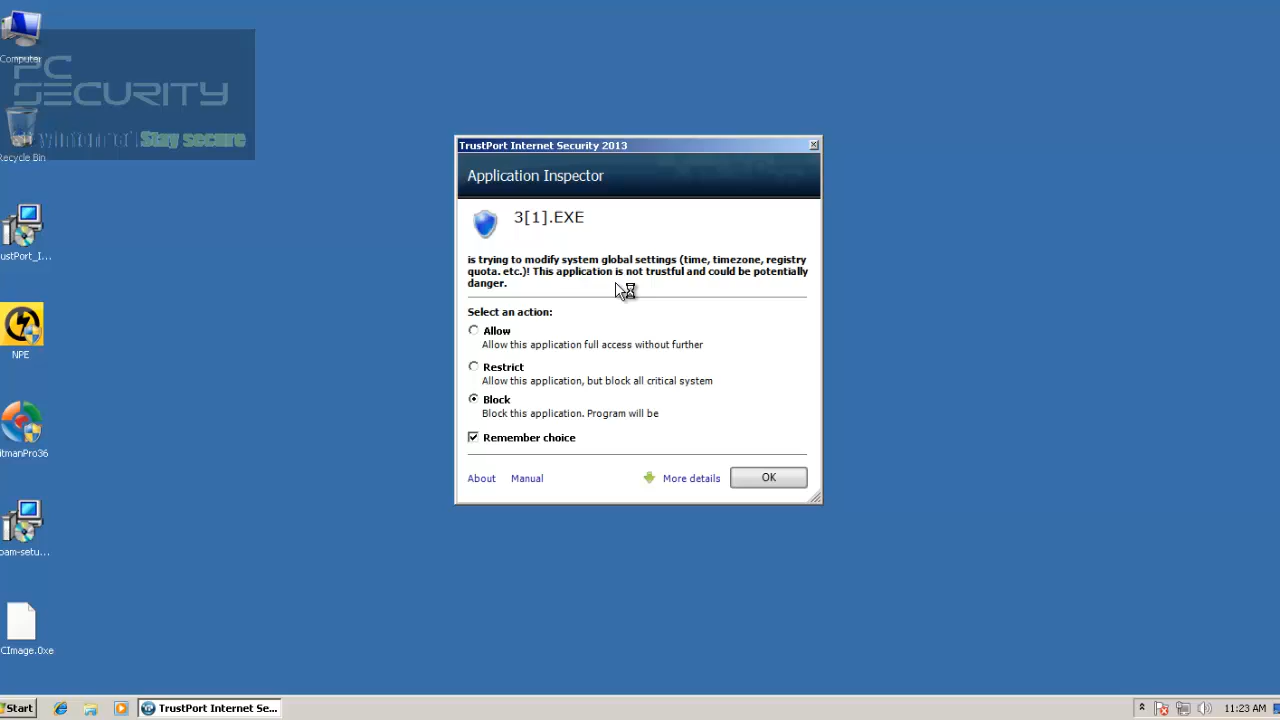 Computer
PC
SECURITY
Stay secure
Recycle Bin
ustPort_I...
NPE
itmanPro36
oam-setu...
CImage.0xe
TrustPort Internet Security 2013
Application Inspector
3[1].EXE
is trying to modify system global settings (time, timezone, registry
quota. etc.)! This application is not trustful and could be potentially
danger.
Select an action:
Allow
Allow this application full access without further
Restrict
Allow this application, but block all critical system
Block
Block this application. Program will be
Remember choice
About
Manual
More details
OK
Start
TrustPort Internet Se...
11:23 AM